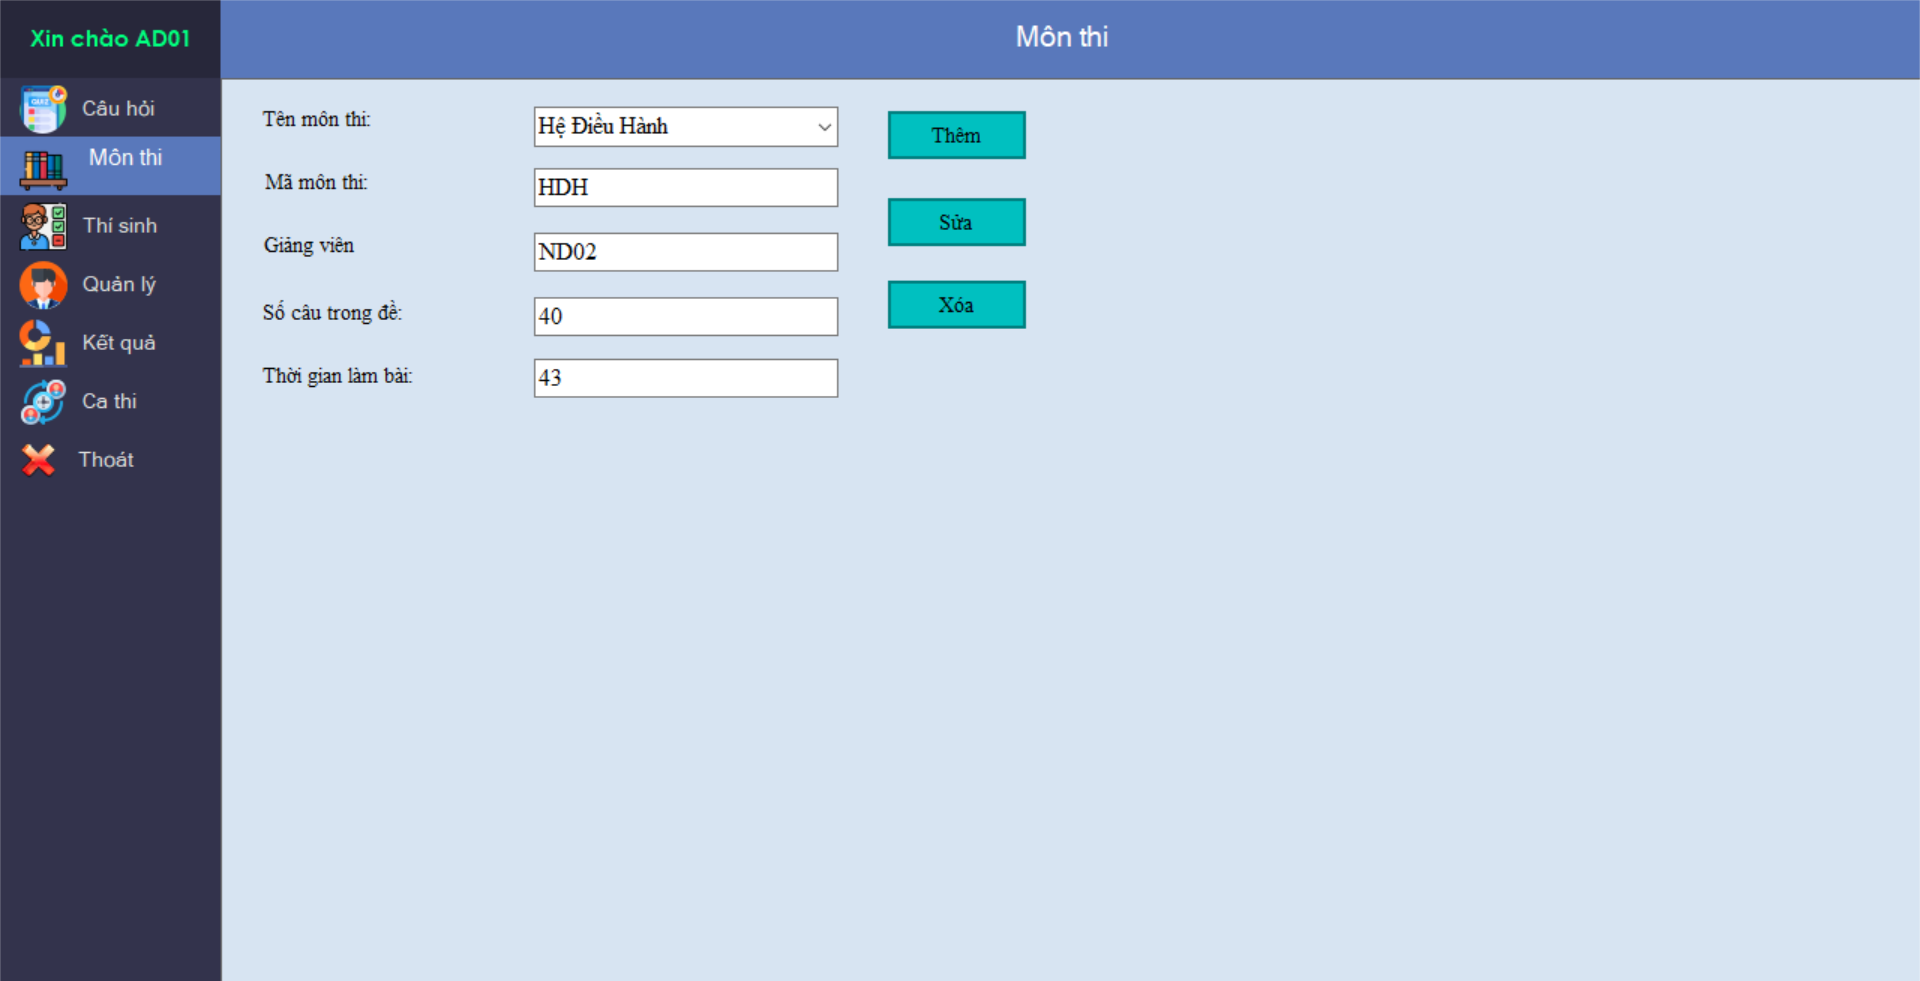 Xin chào AD01
Môn thi
Câu hỏi
Môn thi
Thí sinh
Quản lý
Kết quả
Ca thi
Thoát
Tên môn thi:
Hệ Điều Hành
Thêm
Mã môn thi:
HDH
Sửa
Giảng viên
ND02
Xóa
Số câu trong đề:
40
Thời gian làm bài:
43